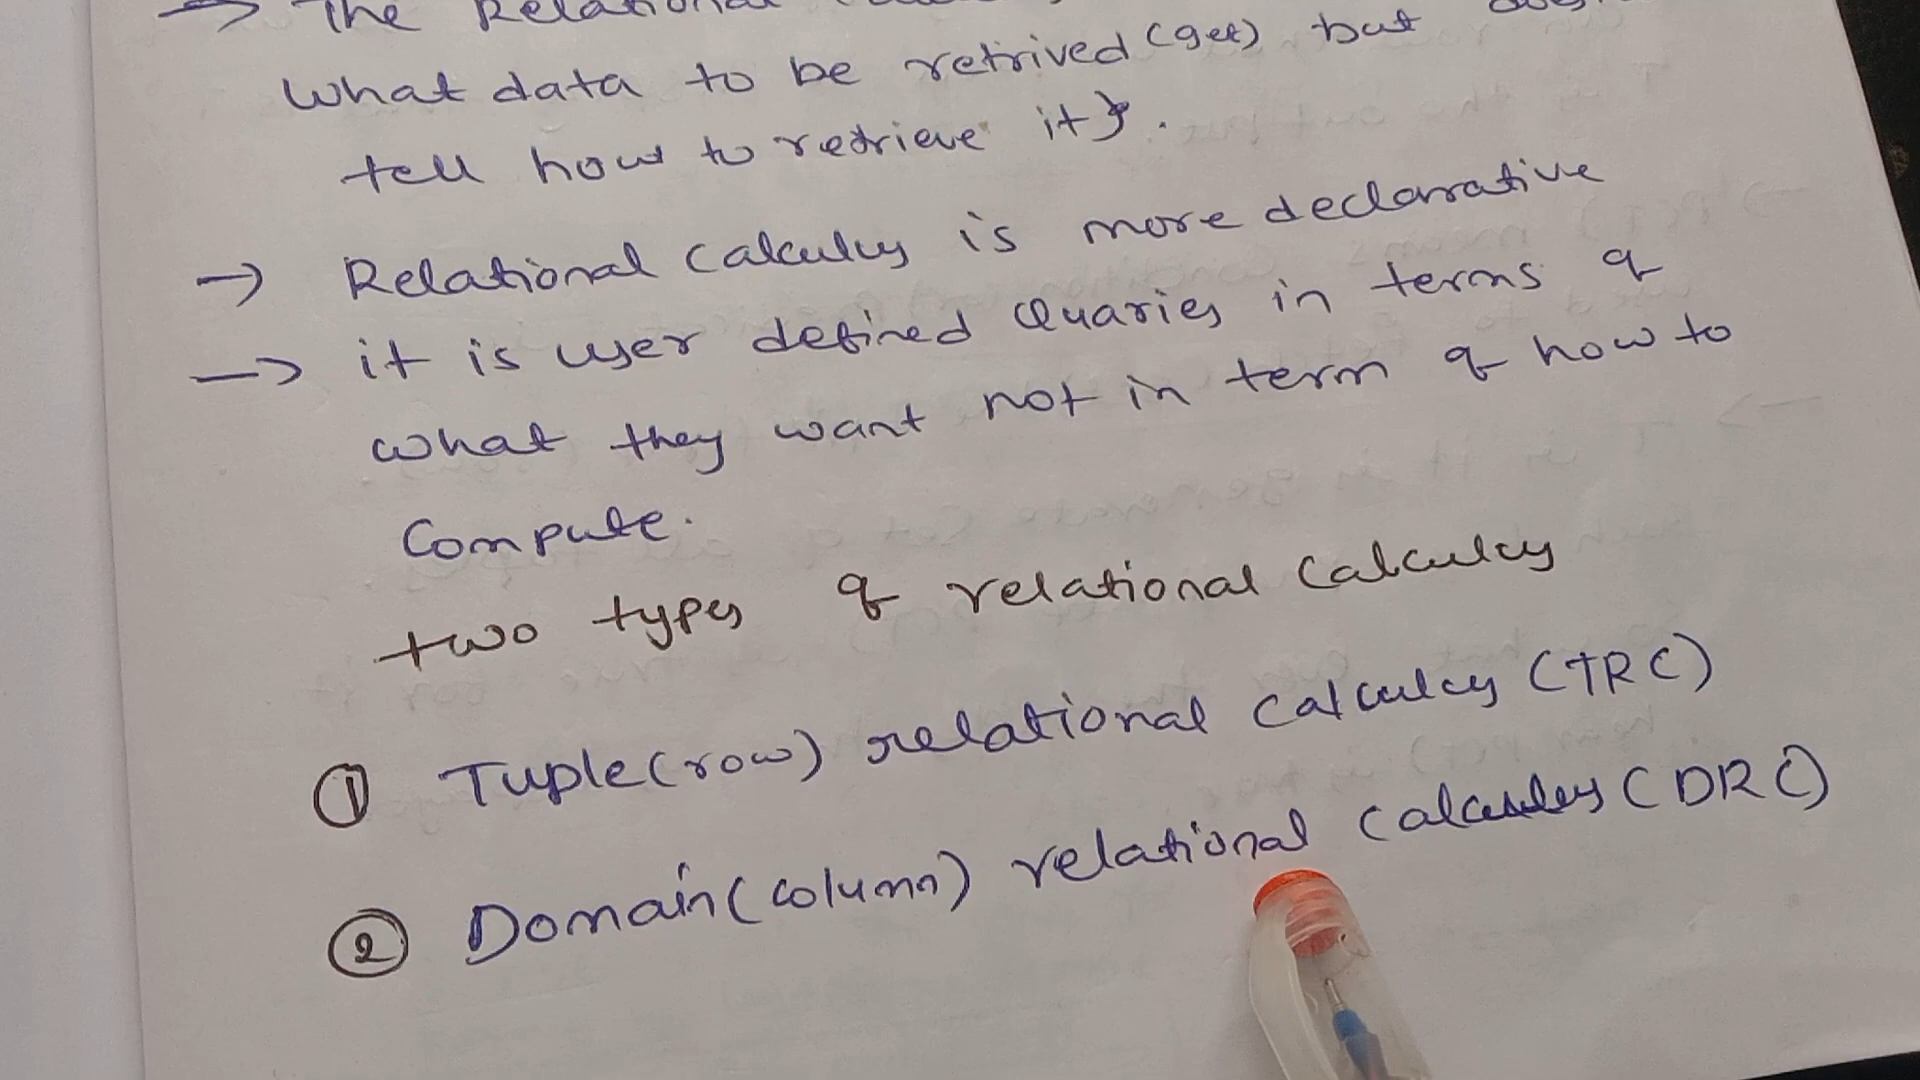 → The Relational
What data to be retrived (get) but
tell how to retrieve it}.
→ Relational Calculus is more declarative
→ it is user defined Quaries in terms of
what they want not in term of how to
Compute.
two types of relational Calculus
① Tuple(row) relational calculus (TRC)
② Domain(column) relational Calculus (DRC)